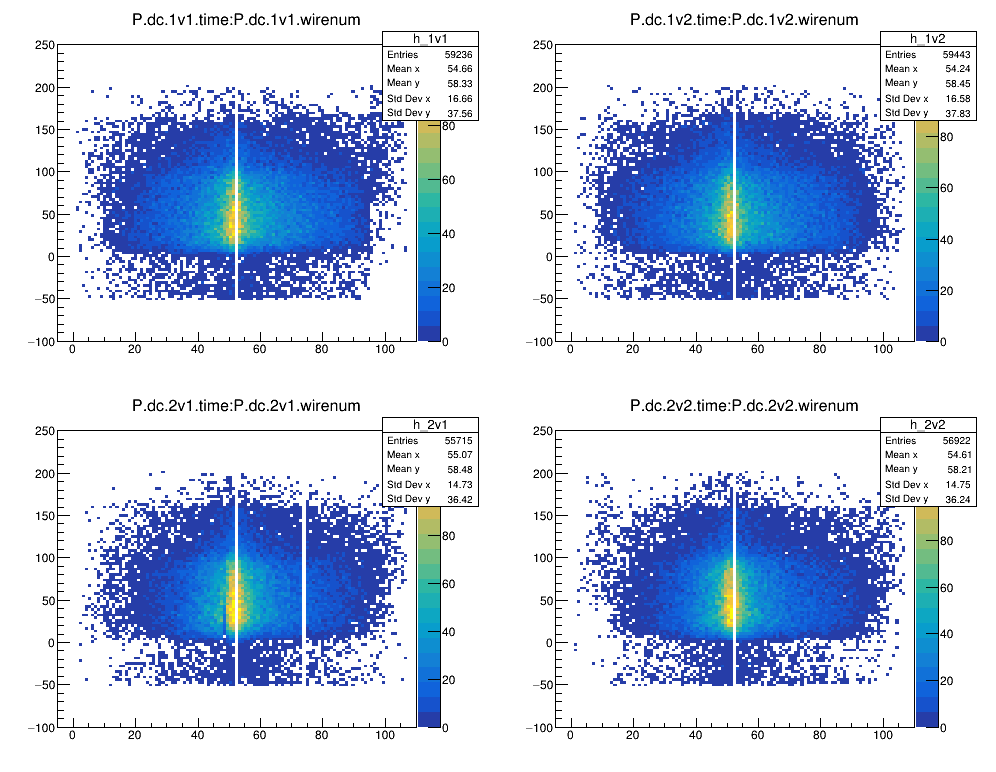 P.dc.1v1.time:P.dc.1v1.wirenum
h_1v1
Entries 59236
Mean x 54.66
Mean y 58.33
Std Dev x 16.66
Std Dev y 37.56
250
200
150
100
50
0
−50
−100
0 20 40 60 80 100
80
60
40
20
0
P.dc.1v2.time:P.dc.1v2.wirenum
h_1v2
Entries 59443
Mean x 54.24
Mean y 58.45
Std Dev x 16.58
Std Dev y 37.83
250
200
150
100
50
0
−50
−100
0 20 40 60 80 100
80
60
40
20
0
P.dc.2v1.time:P.dc.2v1.wirenum
h_2v1
Entries 55715
Mean x 55.07
Mean y 58.48
Std Dev x 14.73
Std Dev y 36.42
250
200
150
100
50
0
−50
−100
0 20 40 60 80 100
80
60
40
20
0
P.dc.2v2.time:P.dc.2v2.wirenum
h_2v2
Entries 56922
Mean x 54.61
Mean y 58.21
Std Dev x 14.75
Std Dev y 36.24
250
200
150
100
50
0
−50
−100
0 20 40 60 80 100
80
60
40
20
0